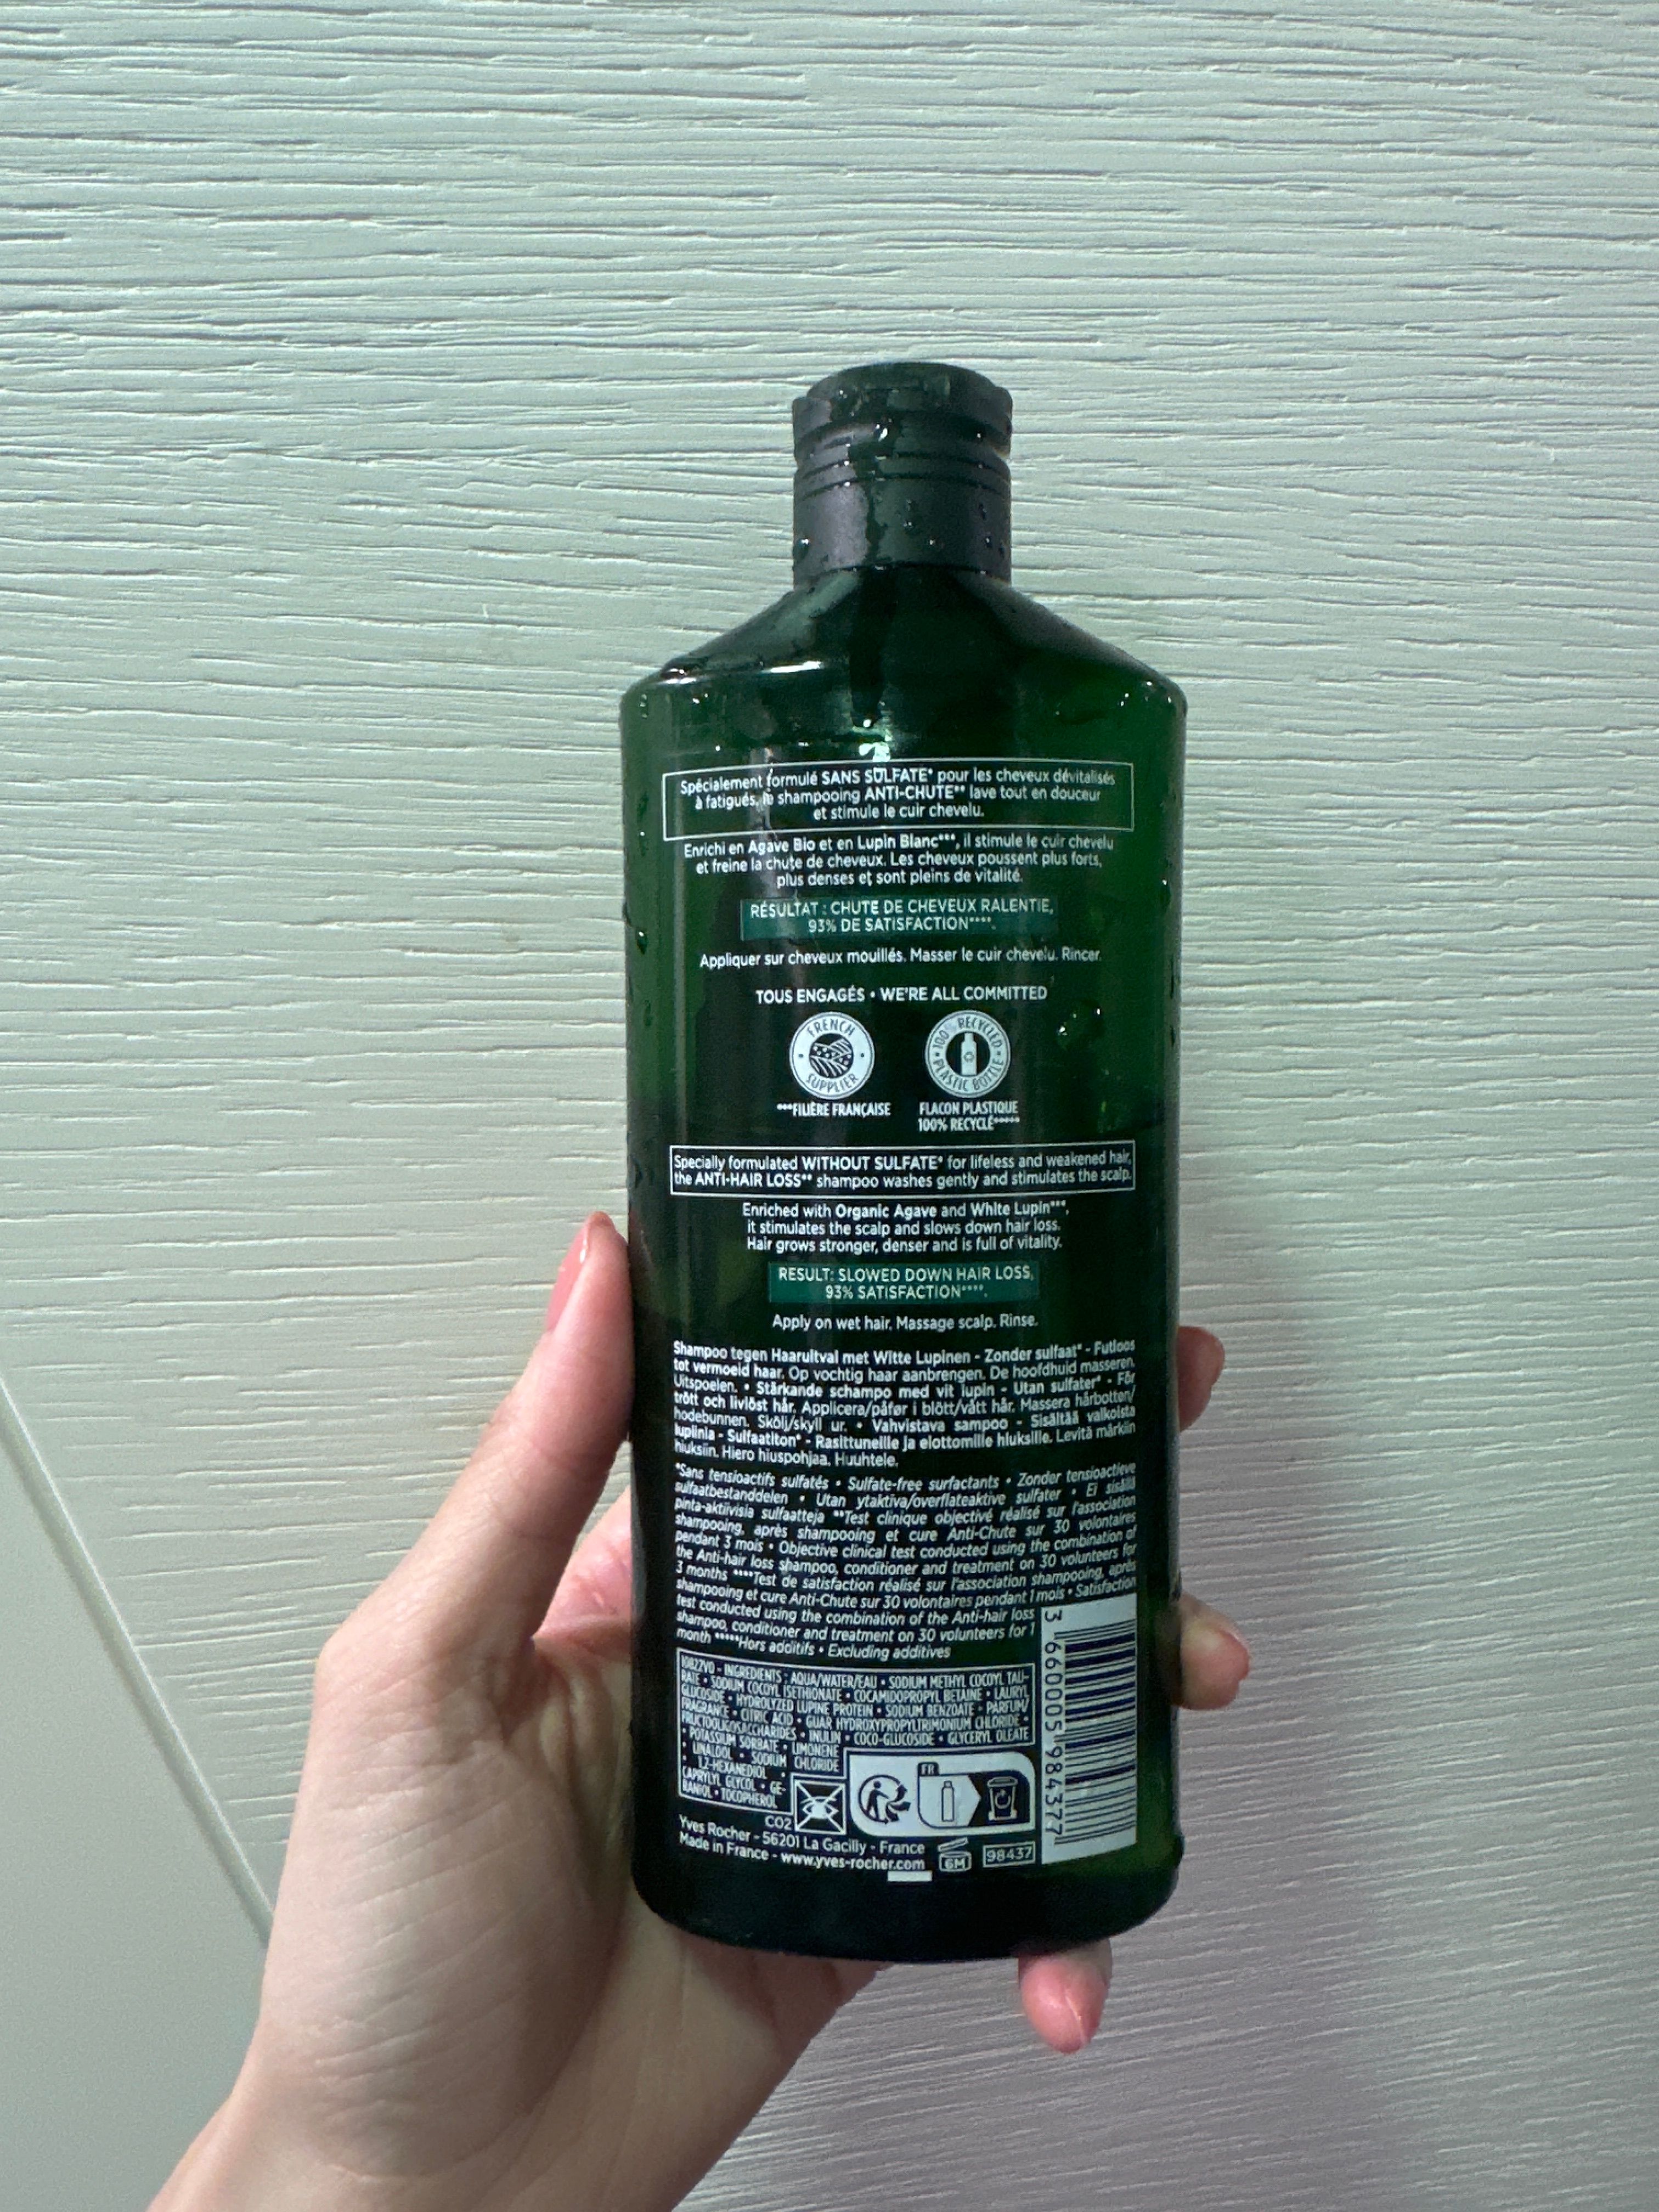 Spécialement formulé SANS SULFATE* pour les cheveux dévitalisés
à fatigués, le shampooing ANTI-CHUTE** lave tout en douceur
et stimule le cuir chevelu.
Enrichi en Agave Bio et en Lupin Blanc***, il stimule le cuir chevelu
et freine la chute de cheveux. Les cheveux poussent plus forts,
plus denses et sont pleins de vitalité.
RÉSULTAT : CHUTE DE CHEVEUX RALENTIE,
93% DE SATISFACTION****.
Appliquer sur cheveux mouillés. Masser le cuir chevelu. Rincer.
TOUS ENGAGÉS • WE'RE ALL COMMITTED
FRENCH SUPPLIER
100% RECYCLED PLASTIC BOTTLE
***FILIÈRE FRANÇAISE
FLACON PLASTIQUE
100% RECYCLÉ*****
Specially formulated WITHOUT SULFATE* for lifeless and weakened hair,
the ANTI-HAIR LOSS** shampoo washes gently and stimulates the scalp.
Enriched with Organic Agave and White Lupin***,
it stimulates the scalp and slows down hair loss.
Hair grows stronger, denser and is full of vitality.
RESULT: SLOWED DOWN HAIR LOSS,
93% SATISFACTION****.
Apply on wet hair. Massage scalp. Rinse.
Shampoo tegen Haaruitval met Witte Lupinen - Zonder sulfaat* - Futloos
tot vermoeid haar. Op vochtig haar aanbrengen. De hoofdhuid masseren.
Uitspoelen. • Stärkande schampo med vit lupin - Utan sulfater* - För
trött och livlöst hår. Applicera/påfør i blött/vått hår. Massera hårbotten/
hodebunnen. Skölj/skyll ur. • Vahvistava sampoo - Sisältää valkoista
lupiinia - Sulfaatiton* - Rasittuneille ja elottomille hiuksille. Levitä märkiin
hiuksiin. Hiero hiuspohjaa. Huuhtele.
*Sans tensioactifs sulfatés • Sulfate-free surfactants • Zonder tensioactieve
sulfaatbestanddelen • Utan ytaktiva/overflateaktive sulfater • Ei sisällä
pinta-aktiivisia sulfaatteja **Test clinique objectivé réalisé sur l'association
shampooing, après shampooing et cure Anti-Chute sur 30 volontaires
pendant 3 mois • Objective clinical test conducted using the combination of
the Anti-hair loss shampoo, conditioner and treatment on 30 volunteers for
3 months ****Test de satisfaction réalisé sur l'association shampooing, après
shampooing et cure Anti-Chute sur 30 volontaires pendant 1 mois • Satisfaction
test conducted using the combination of the Anti-hair loss
shampoo, conditioner and treatment on 30 volunteers for 1
month *****Hors additifs • Excluding additives
10822V0 - INGREDIENTS : AQUA/WATER/EAU • SODIUM METHYL COCOYL TAU-
RATE • SODIUM COCOYL ISETHIONATE • COCAMIDOPROPYL BETAINE • LAURYL
GLUCOSIDE • HYDROLYZED LUPINE PROTEIN • SODIUM BENZOATE • PARFUM/
FRAGRANCE • CITRIC ACID • GUAR HYDROXYPROPYLTRIMONIUM CHLORIDE •
FRUCTOOLIGOSACCHARIDES • INULIN • COCO-GLUCOSIDE • GLYCERYL OLEATE
• POTASSIUM SORBATE • LIMONENE
• LINALOOL • SODIUM CHLORIDE
• 1,2-HEXANEDIOL •
CAPRYLYL GLYCOL • GE-
RANIOL • TOCOPHEROL
FR
C02
Yves Rocher - 56201 La Gacilly - France
Made in France - www.yves-rocher.com
6M
98437
3 660005 984377